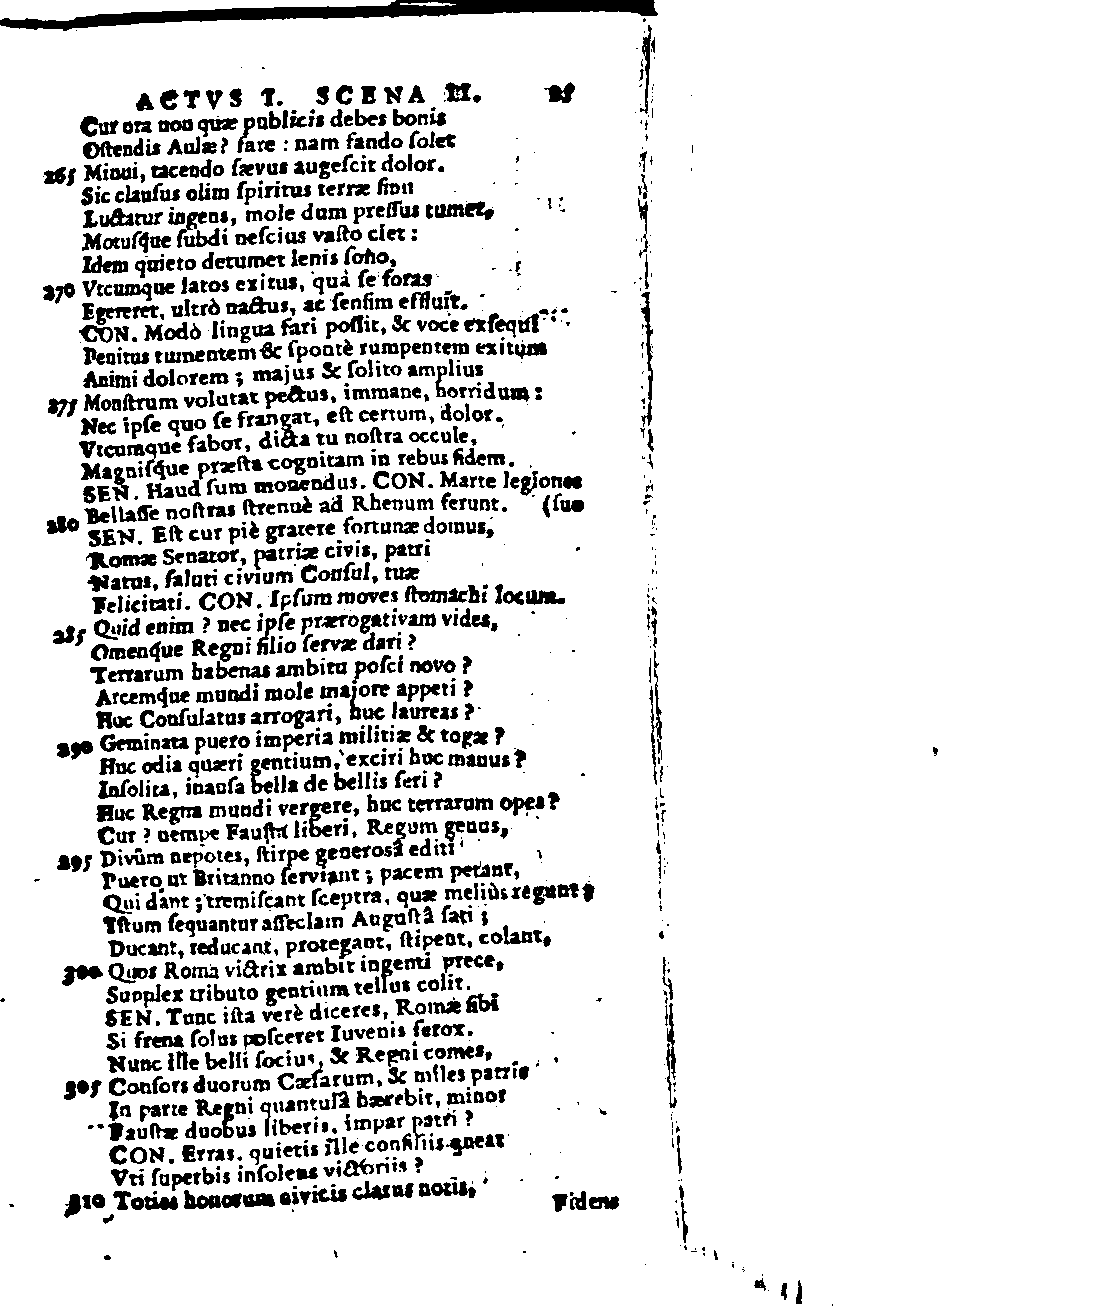 ACTVS I. SCENA II. 25
Cur ora non quæ publicis debes bonis
Oſtendis Aulæ? fare : nam fando ſolet
265 Minui, tacendo ſævus augeſcit dolor.
Sic clauſus olim ſpiritus terræ ſinu
Luctatur ingens, mole dum preſſus tumet,
Motuſque ſubdi neſcius vaſto ciet :
Idem quieto detumet lenis ſono,
270 Vtcumque latos exitus, quà ſe foras
Egereret, ultrò nactus, ac ſenſim effluit.
CON. Modò lingua fari poſſit, & voce exſequi
Penitus tumentem & ſpontè rumpentem exitum
Animi dolorem ; majus & ſolito amplius
275 Monſtrum volutat pectus, immane, horridum :
Nec ipſe quo ſe frangat, eſt certum, dolor.
Vtcumque fabor, dicta tu noſtra occule,
Magniſque præſta cognitam in rebus fidem.
SEN. Haud ſum monendus. CON. Marte legiones
280 Bellaſſe noſtras ſtrenuè ad Rhenum ferunt. (ſuo
SEN. Eſt cur piè gratere fortunæ domus,
Romæ Senator, patriæ civis, patri
Natus, ſaluti civium Conſul, tuæ
Felicitati. CON. Ipſum moves ſtomachi locum.
285 Quid enim ? nec ipſe prærogativam vides,
Omenque Regni filio ſervæ dari ?
Terrarum habenas ambitu poſci novo ?
Arcemque mundi mole majore appeti ?
Huc Conſulatus arrogari, huc laureas ?
290 Geminata puero imperia militiæ & togæ ?
Huc odia quæri gentium, exciri huc manus ?
Inſolita, inauſa bella de bellis ſeri ?
Huc Regna mundi vergere, huc terrarum opes ?
Cur ? nempe Fauſtæ liberi, Regum genus,
295 Divûm nepotes, ſtirpe generosâ editi
Puero ut Britanno ſerviant ; pacem petant,
Qui dant ; tremiſcant ſceptra, quæ meliùs regunt ;
Iſtum ſequantur aſſeclam Auguſtâ ſati ;
Ducant, reducant, protegant, ſtipent, colant,
300 Quos Roma victrix ambit ingenti prece,
Supplex tributo gentium tellus colit.
SEN. Tunc iſta verè diceres, Romæ ſibi
Si frena ſolus poſceret Iuvenis ferox.
Nunc ille belli ſocius, & Regni comes,
305 Conſors duorum Cæſarum, & miles patris
In parte Regni quantulâ hærebit, minor
Fauſtæ duobus liberis, impar patri ?
CON. Erras. quietis ille confiniis queat
Vti ſuperbis inſolens victoriis ?
310 Toties honorum civicis clarus notis,
Fidens